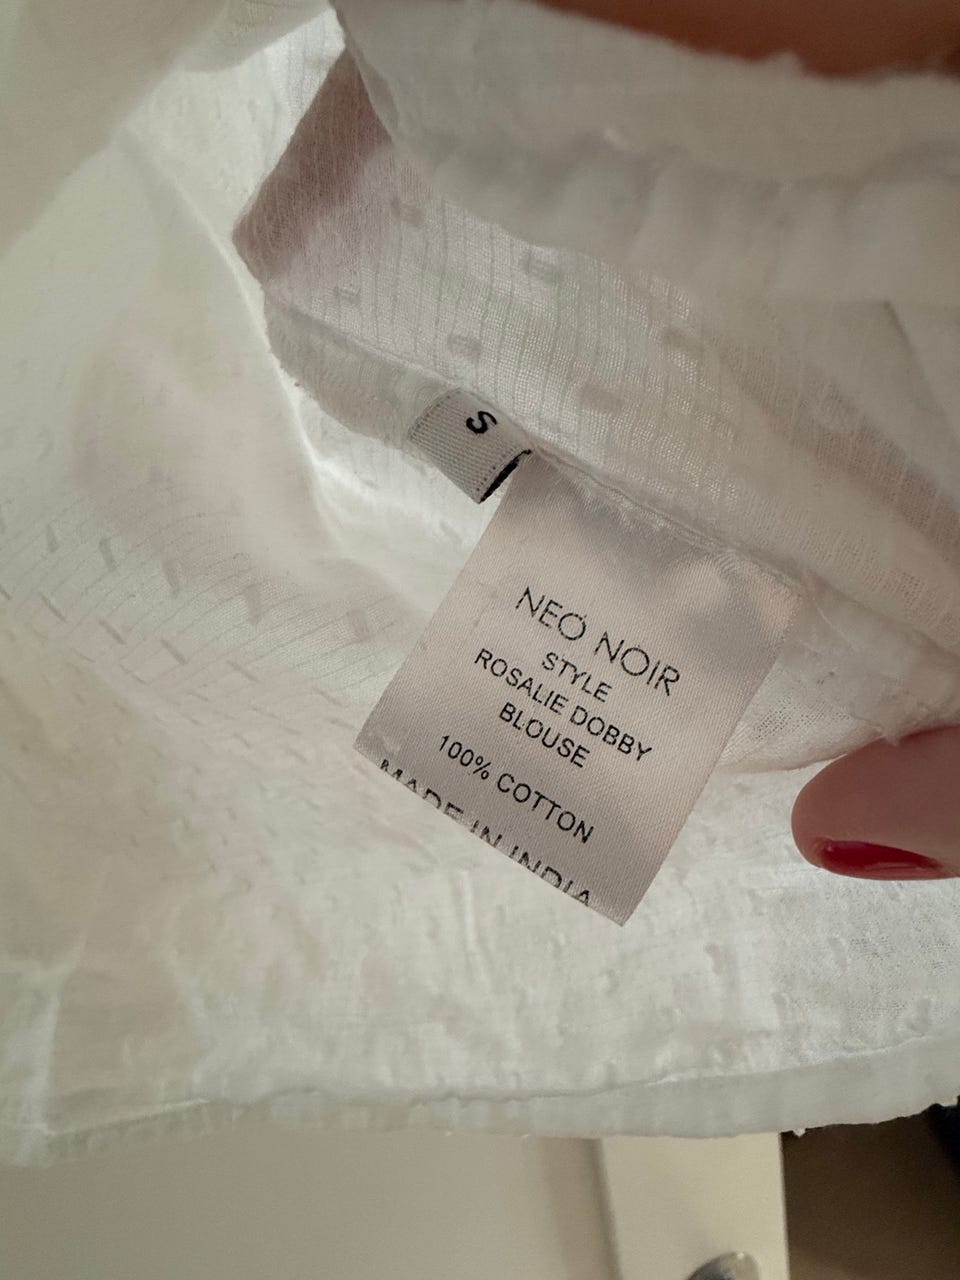 S
NEO NOIR
STYLE
ROSALIE DOBBY
BLOUSE
100% COTTON
MADE IN INDIA